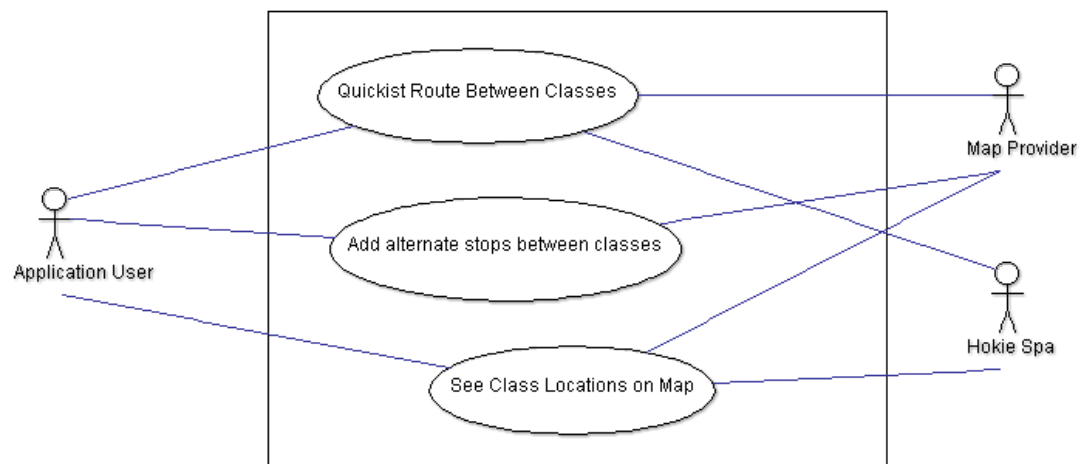 Quickist Route Between Classes
Map Provider
Add alternate stops between classes
Application User
Hokie Spa
See Class Locations on Map